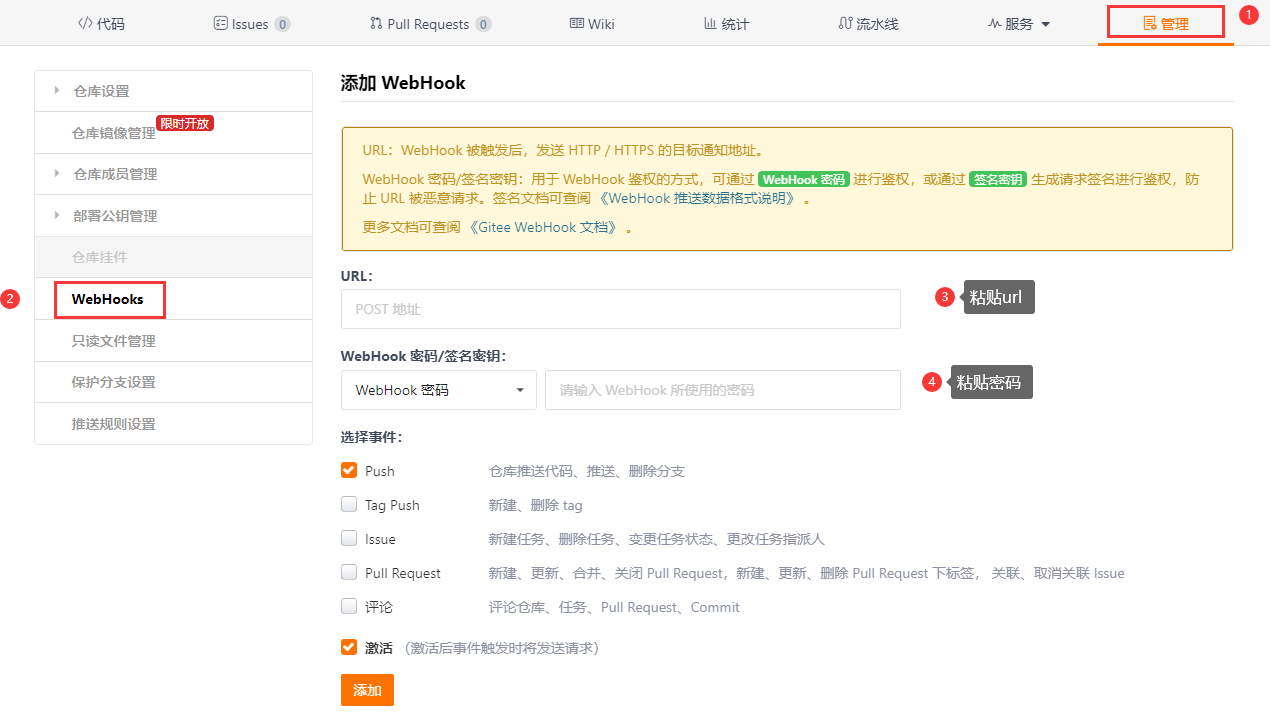 代码
Issues 0
Pull Requests 0
Wiki
统计
流水线
服务
管理
1
仓库设置
仓库镜像管理 限时开放
仓库成员管理
部署公钥管理
仓库挂件
2
WebHooks
只读文件管理
保护分支设置
推送规则设置
添加 WebHook
URL：WebHook 被触发后，发送 HTTP / HTTPS 的目标通知地址。
WebHook 密码/签名密钥：用于 WebHook 鉴权的方式，可通过 WebHook 密码 进行鉴权，或通过 签名密钥 生成请求签名进行鉴权，防
止 URL 被恶意请求。签名文档可查阅 《WebHook 推送数据格式说明》 。
更多文档可查阅 《Gitee WebHook 文档》 。
URL：
POST 地址
3 粘贴url
WebHook 密码/签名密钥：
WebHook 密码
请输入 WebHook 所使用的密码
4 粘贴密码
选择事件：
Push 仓库推送代码、推送、删除分支
Tag Push 新建、删除 tag
Issue 新建任务、删除任务、变更任务状态、更改任务指派人
Pull Request 新建、更新、合并、关闭 Pull Request，新建、更新、删除 Pull Request 下标签， 关联、取消关联 Issue
评论 评论仓库、任务、Pull Request、Commit
激活 （激活后事件触发时将发送请求）
添加